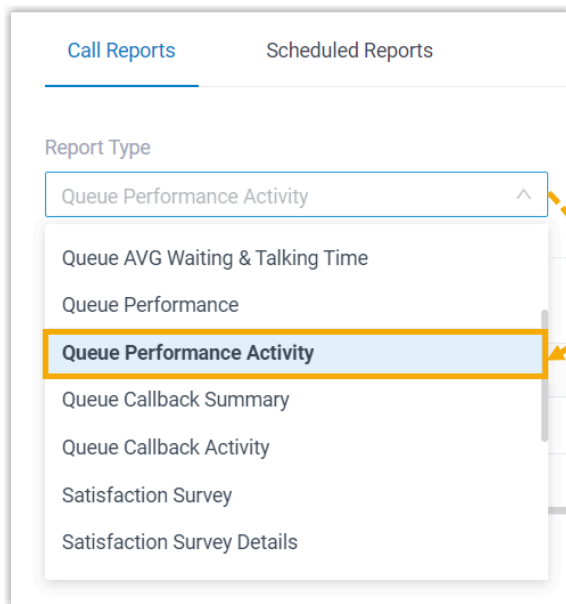 Call Reports Scheduled Reports
Report Type
Queue Performance Activity
Queue AVG Waiting & Talking Time
Queue Performance
Queue Performance Activity
Queue Callback Summary
Queue Callback Activity
Satisfaction Survey
Satisfaction Survey Details